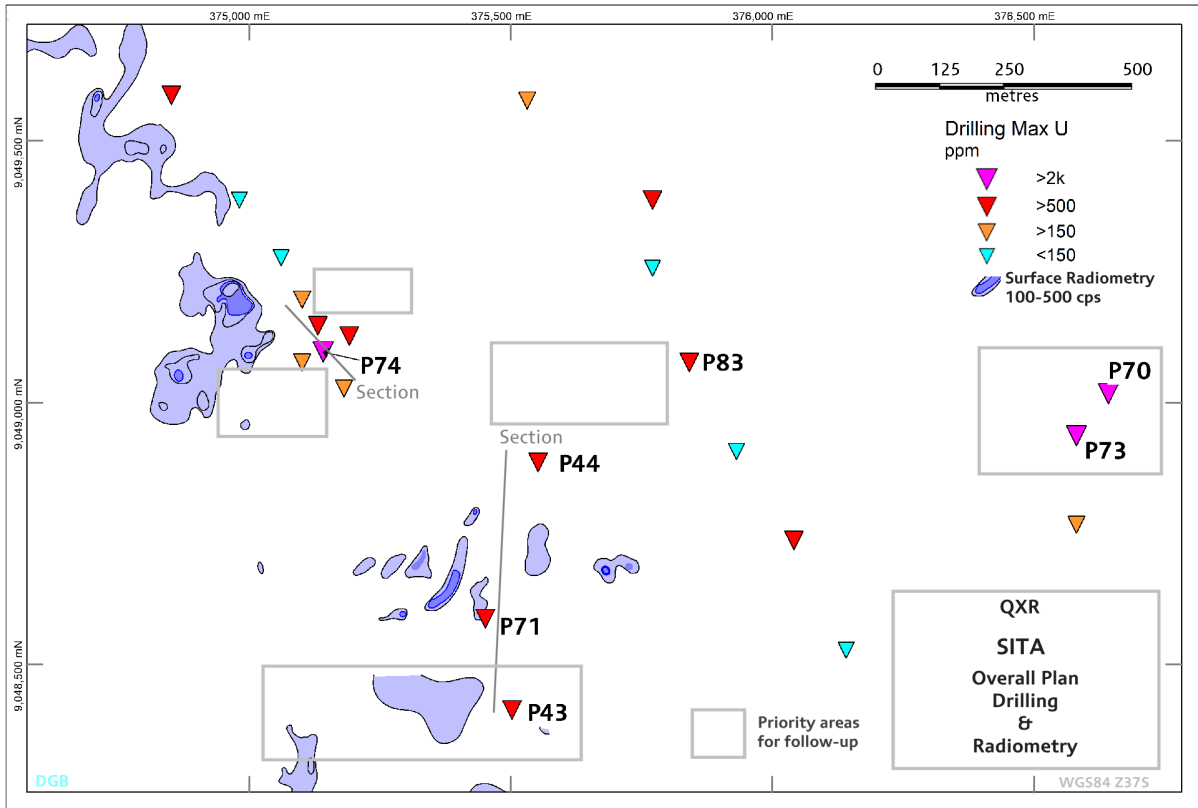 375,000 mE
375,500 mE
376,000 mE
376,500 mE
9,049,500 mN
9,049,000 mN
9,048,500 mN
0 125 250 500
metres
Drilling Max U
ppm
>2k
>500
>150
<150
Surface Radiometry
100-500 cps
P74
Section
P83
P70
P73
Section
P44
P71
P43
Priority areas
for follow-up
QXR
SITA
Overall Plan
Drilling
&
Radiometry
DGB
WGS84 Z37S